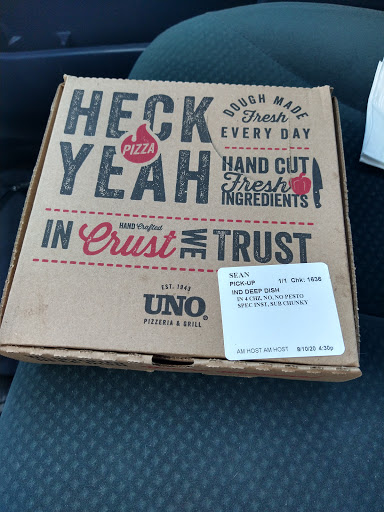 HECK
PIZZA
YEAH
DOUGH MADE
Fresh
EVERY DAY
HAND CUT
Fresh
INGREDIENTS
HAND Crafted
IN Crust WE TRUST
EST. 1943
UNO®
PIZZERIA & GRILL
SEAN
PICK-UP 1/1 Chk: 1636
IND DEEP DISH
IN 4 CHZ, NO, NO PESTO
SPEC INST, SUB CHUNKY
AM HOST AM HOST 9/10/20 4:30p